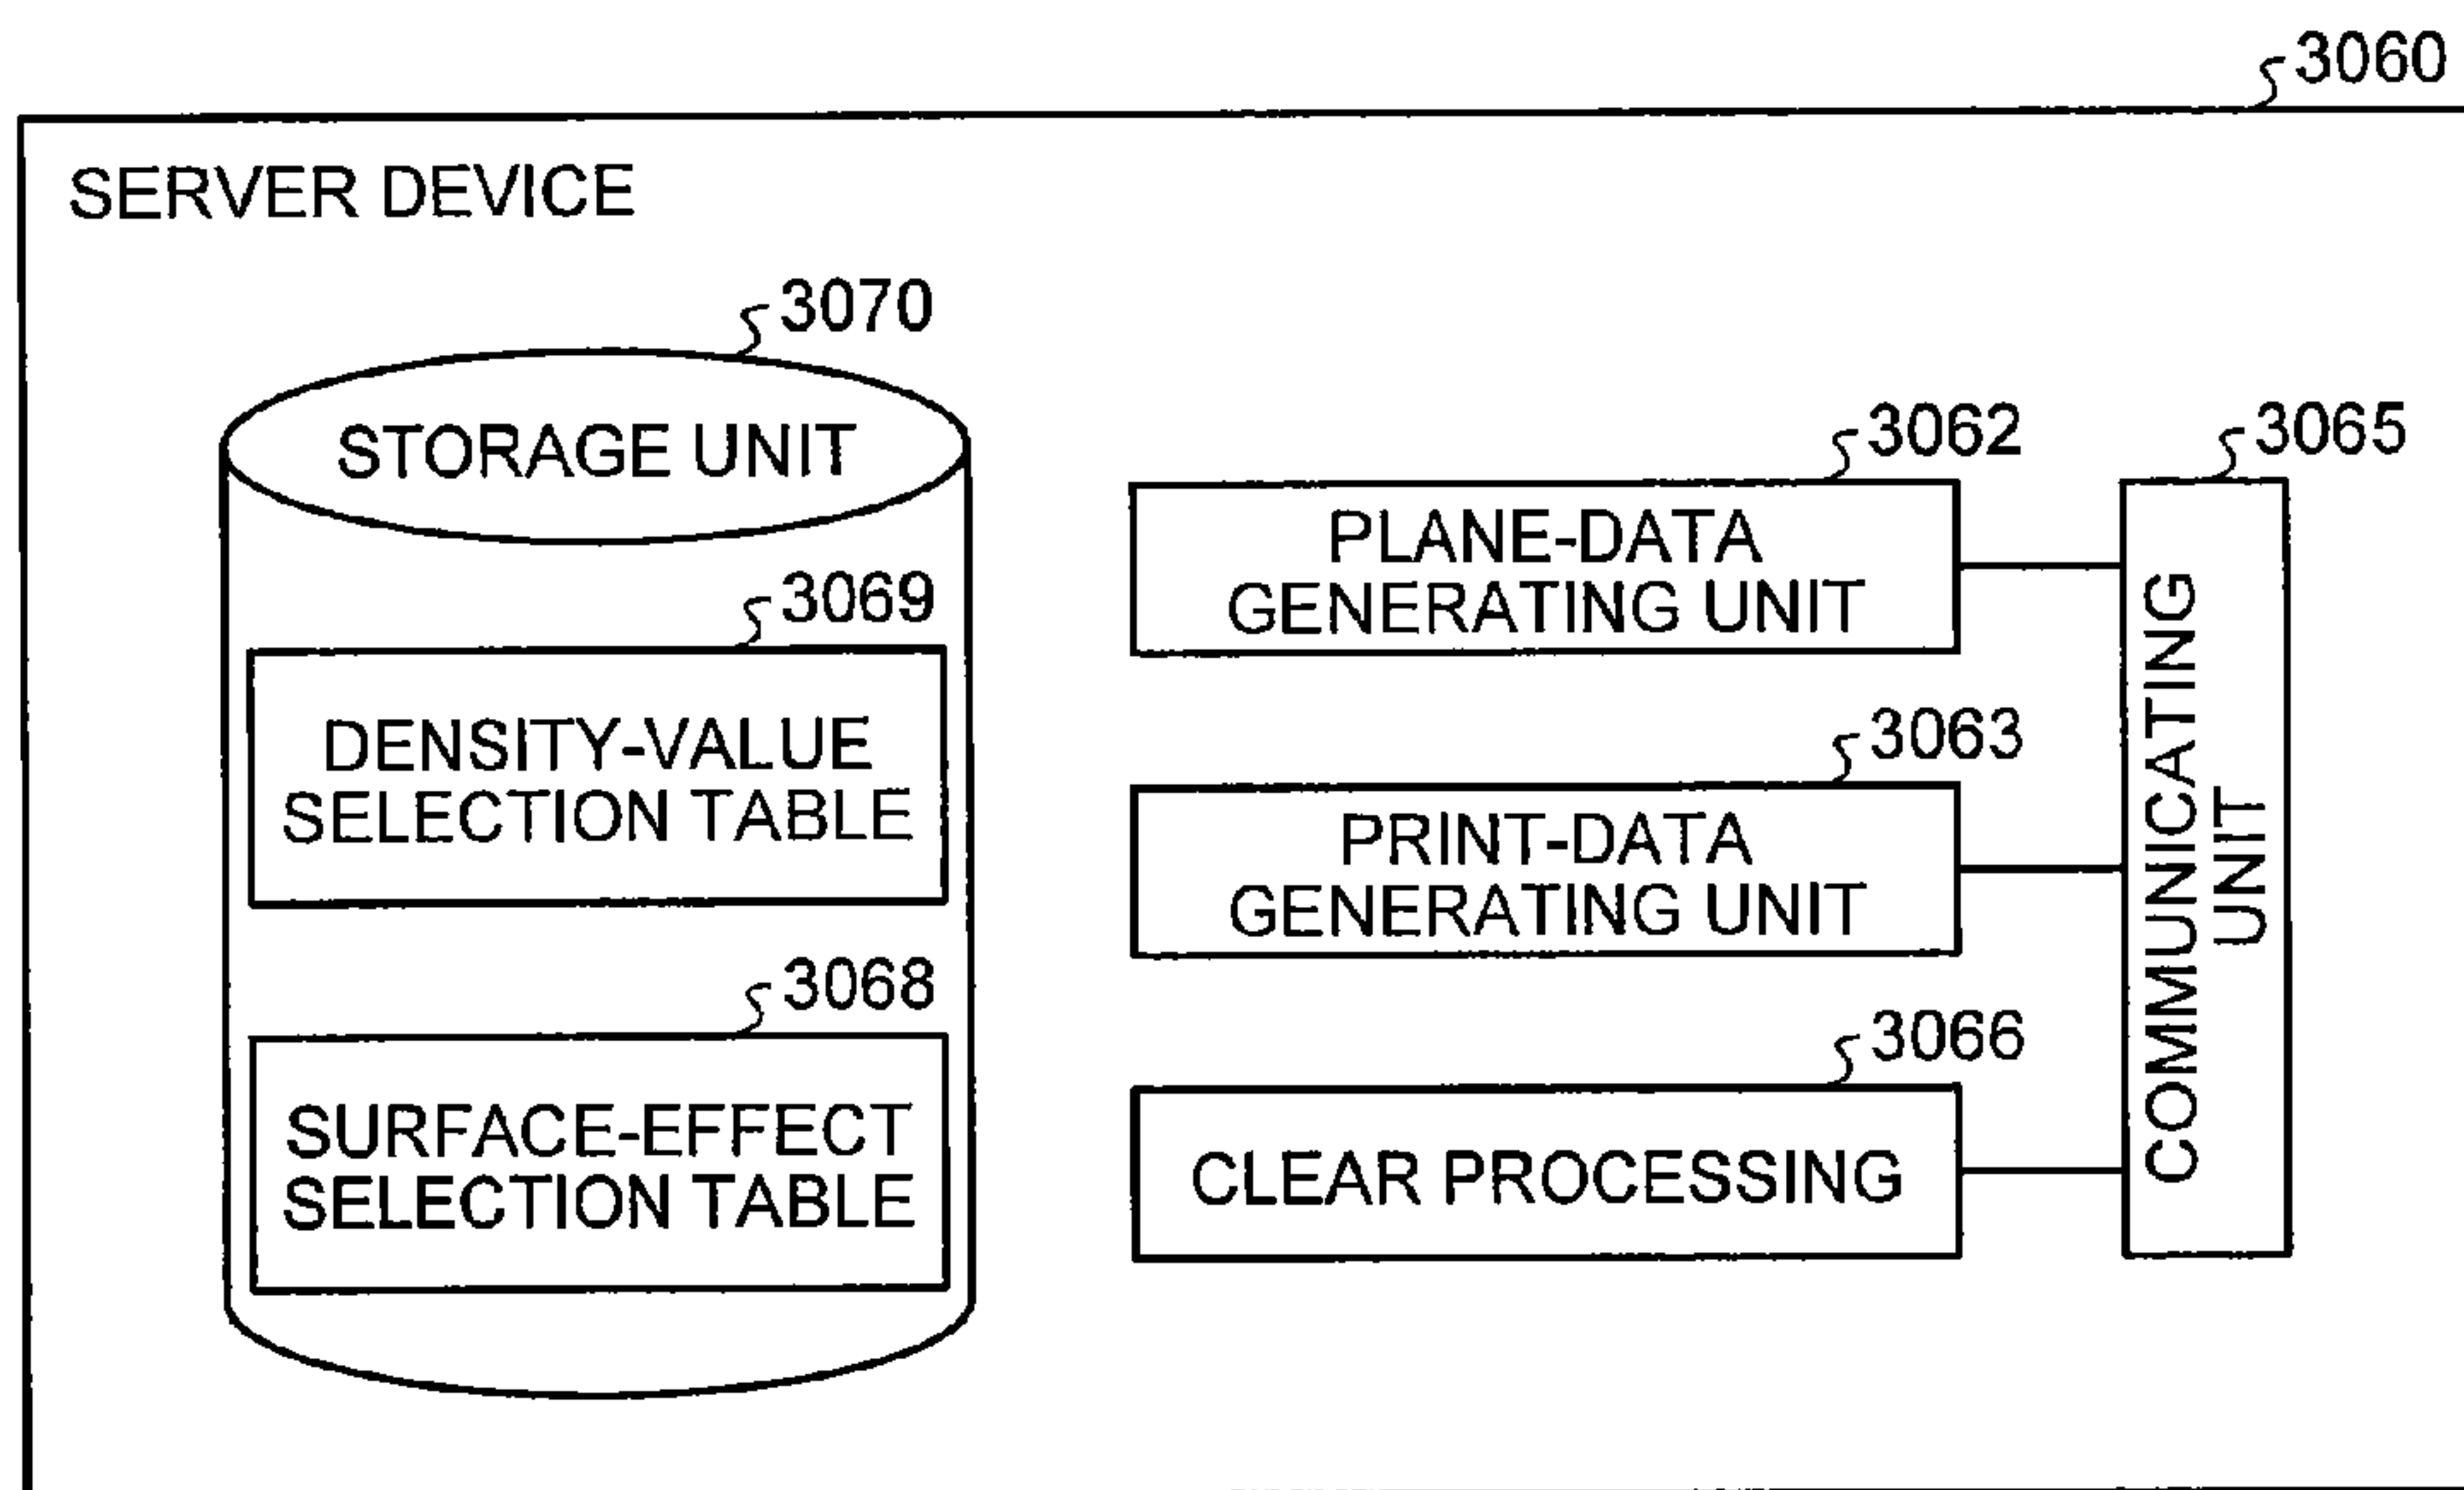 3060
SERVER DEVICE
3070
STORAGE UNIT
3069
DENSITY-VALUE
SELECTION TABLE
3068
SURFACE-EFFECT
SELECTION TABLE
3062
PLANE-DATA
GENERATING UNIT
3063
PRINT-DATA
GENERATING UNIT
3066
CLEAR PROCESSING
3065
COMMUNICATING
UNIT